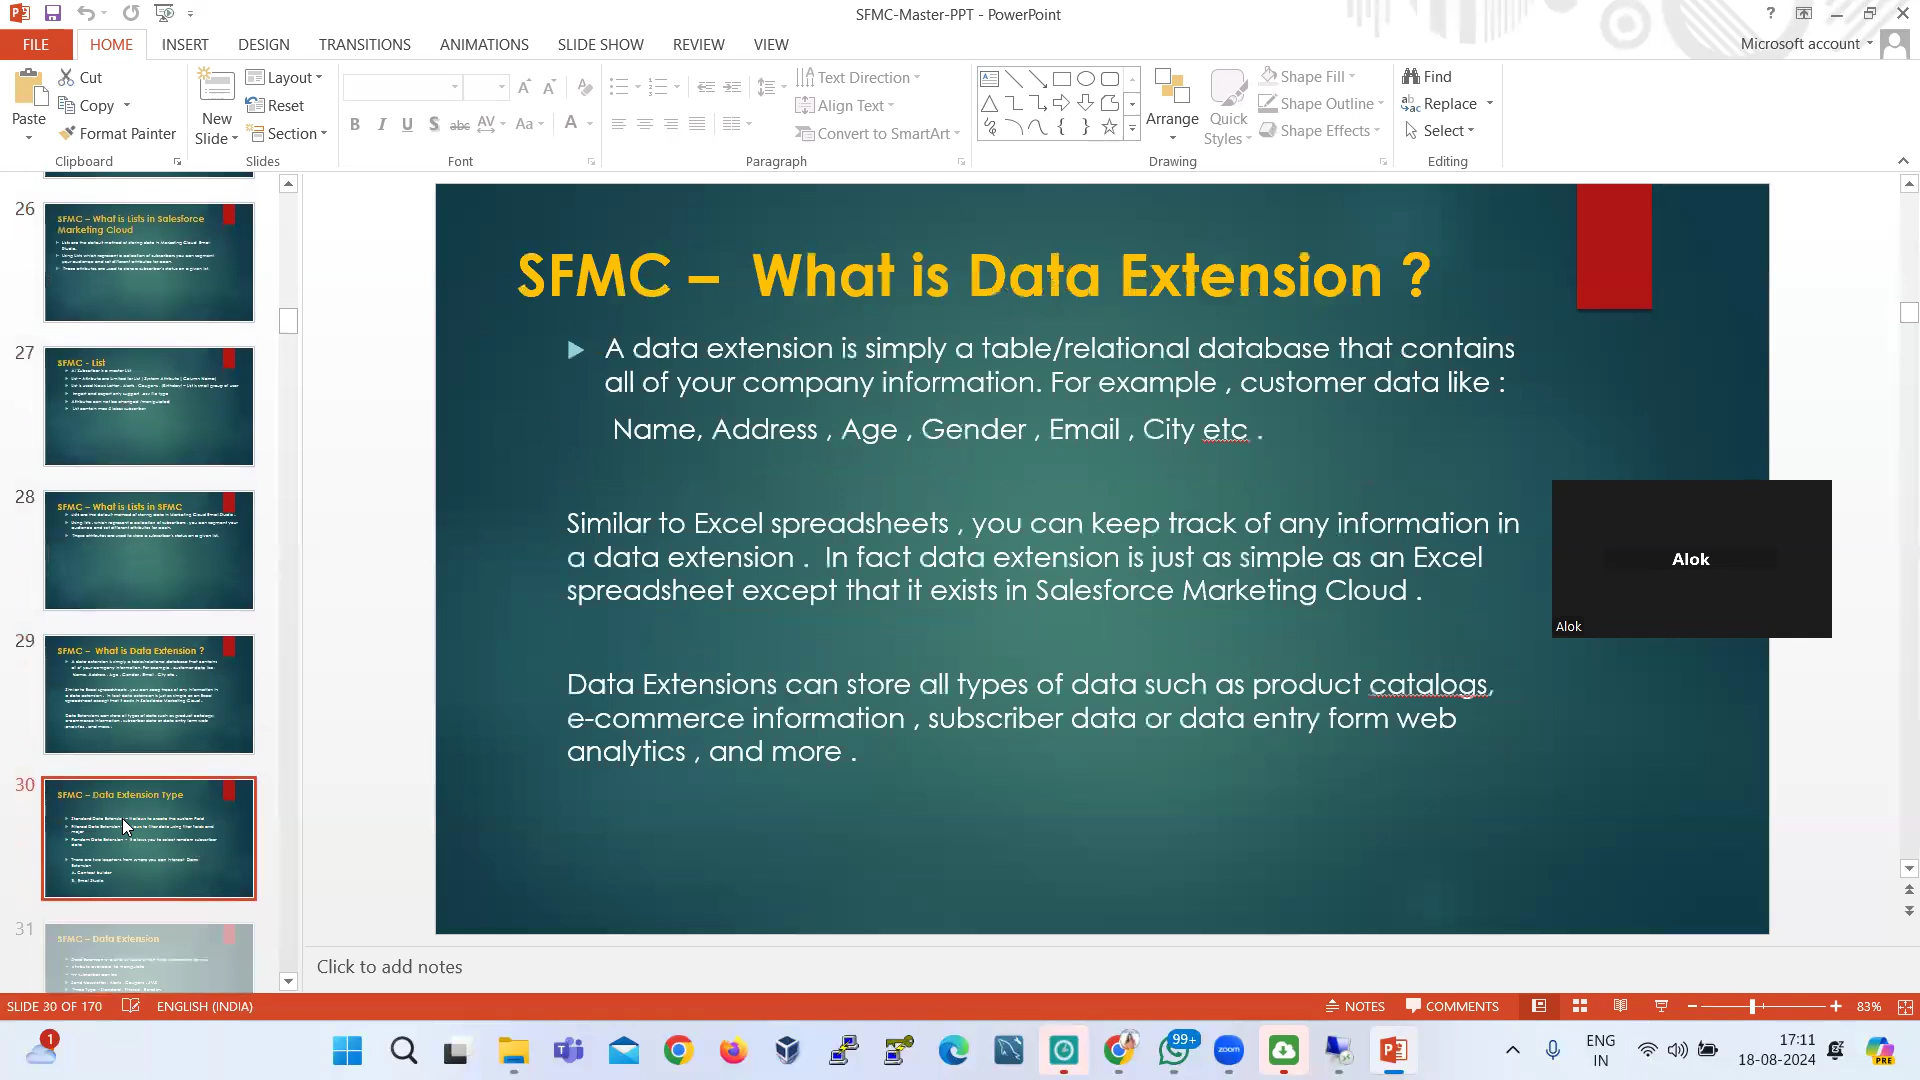 SFMC-Master-PPT - PowerPoint
FILE
HOME
INSERT
DESIGN
TRANSITIONS
ANIMATIONS
SLIDE SHOW
REVIEW
VIEW
Microsoft account
Paste
Cut
Copy
Format Painter
Clipboard
New Slide
Layout
Reset
Section
Slides
Font
Text Direction
Align Text
Convert to SmartArt
Paragraph
Arrange
Quick Styles
Shape Fill
Shape Outline
Shape Effects
Drawing
Find
Replace
Select
Editing
26
SFMC – What is Lists in Salesforce
Marketing Cloud
27
SFMC - List
28
SFMC – What is Lists in SFMC
29
SFMC – What is Data Extension ?
30
SFMC – Data Extension Type
31
SFMC – Data Extension
SFMC – What is Data Extension ?
A data extension is simply a table/relational database that contains
all of your company information. For example , customer data like :
Name, Address , Age , Gender , Email , City etc .
Similar to Excel spreadsheets , you can keep track of any information in
a data extension . In fact data extension is just as simple as an Excel
spreadsheet except that it exists in Salesforce Marketing Cloud .
Data Extensions can store all types of data such as product catalogs,
e-commerce information , subscriber data or data entry form web
analytics , and more .
Alok
Alok
Click to add notes
SLIDE 30 OF 170
ENGLISH (INDIA)
NOTES
COMMENTS
83%
1
99+
zoom
ENG
IN
17:11
18-08-2024
PRE